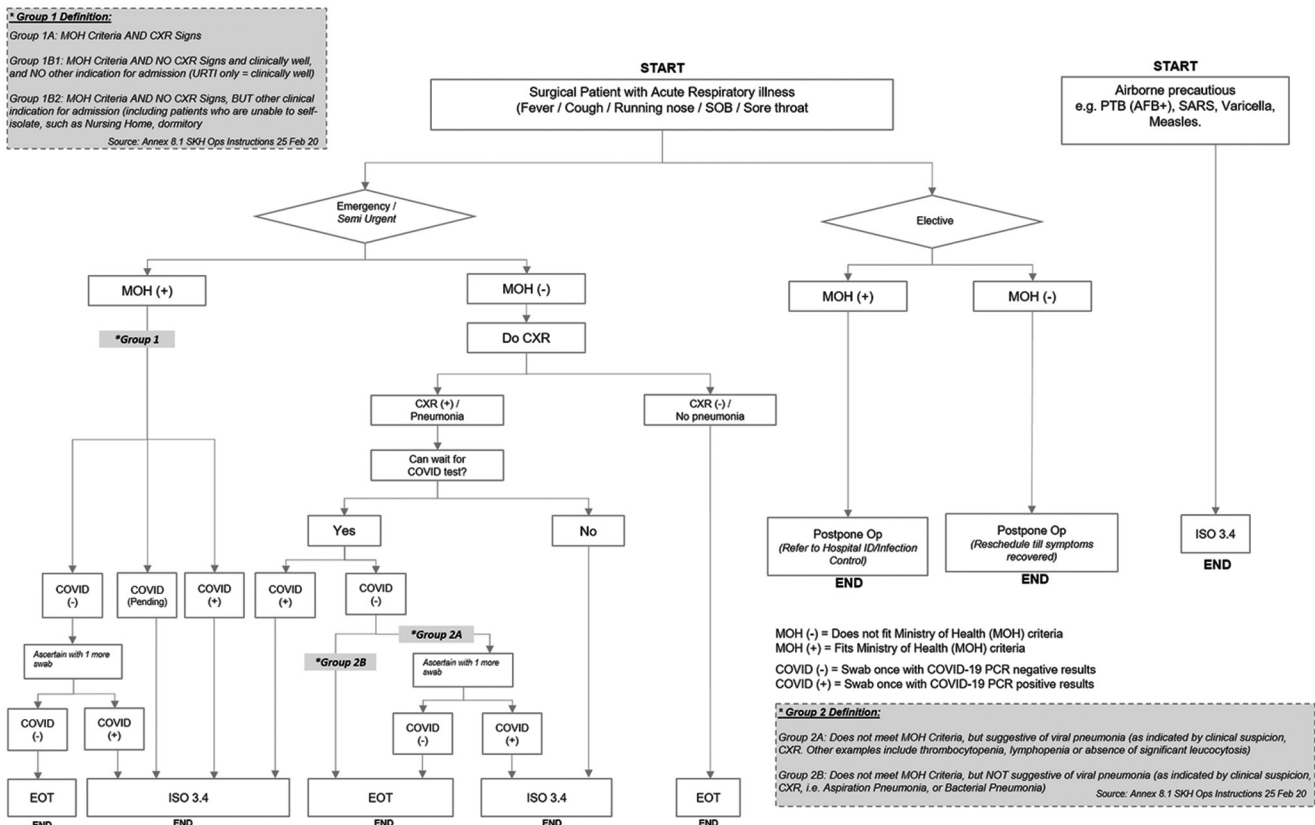 * Group 1 Definition:
Group 1A: MOH Criteria AND CXR Signs
Group 1B1: MOH Criteria AND NO CXR Signs and clinically well,
and NO other indication for admission (URTI only = clinically well)
Group 1B2: MOH Criteria AND NO CXR Signs, BUT other clinical
indication for admission (including patients who are unable to self-
isolate, such as Nursing Home, dormitory
Source: Annex 8.1 SKH Ops Instructions 25 Feb 20
START
Surgical Patient with Acute Respiratory illness
(Fever / Cough / Running nose / SOB / Sore throat
START
Airborne precautious
e.g. PTB (AFB+), SARS, Varicella,
Measles.
Emergency /
Semi Urgent
Elective
MOH (+)
MOH (-)
MOH (+)
MOH (-)
*Group 1
Do CXR
CXR (+) /
Pneumonia
CXR (-) /
No pneumonia
Can wait for
COVID test?
Yes
No
Postpone Op
(Refer to Hospital ID/Infection
Control)
END
Postpone Op
(Reschedule till symptoms
recovered)
END
ISO 3.4
END
COVID
(-)
COVID
(Pending)
COVID
(+)
COVID
(+)
COVID
(-)
*Group 2A
*Group 2B
Ascertain with 1 more
swab
Ascertain with 1 more
swab
COVID
(-)
COVID
(+)
COVID
(-)
COVID
(+)
EOT
END
ISO 3.4
END
EOT
END
ISO 3.4
END
EOT
END
MOH (-) = Does not fit Ministry of Health (MOH) criteria
MOH (+) = Fits Ministry of Health (MOH) criteria
COVID (-) = Swab once with COVID-19 PCR negative results
COVID (+) = Swab once with COVID-19 PCR positive results
* Group 2 Definition:
Group 2A: Does not meet MOH Criteria, but suggestive of viral pneumonia (as indicated by clinical suspicion,
CXR. Other examples include thrombocytopenia, lymphopenia or absence of significant leucocytosis)
Group 2B: Does not meet MOH Criteria, but NOT suggestive of viral pneumonia (as indicated by clinical suspicion,
CXR, i.e. Aspiration Pneumonia, or Bacterial Pneumonia)
Source: Annex 8.1 SKH Ops Instructions 25 Feb 20